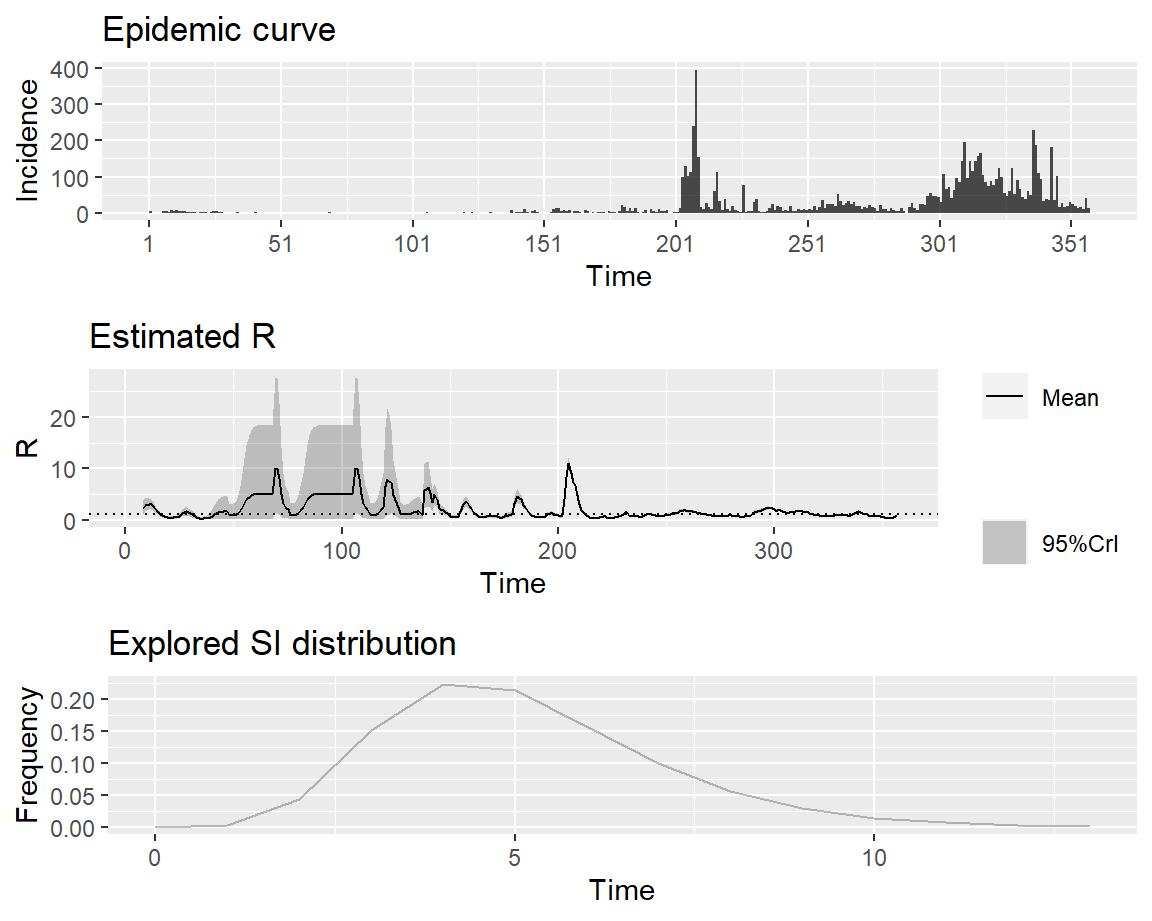 Epidemic curve
400
300
200
100
0
Incidence
1 51 101 151 201 251 301 351
Time
Estimated R
20
10
0
R
0 100 200 300
Time
Mean
95%CrI
Explored SI distribution
0.20
0.15
0.10
0.05
0.00
Frequency
0 5 10
Time